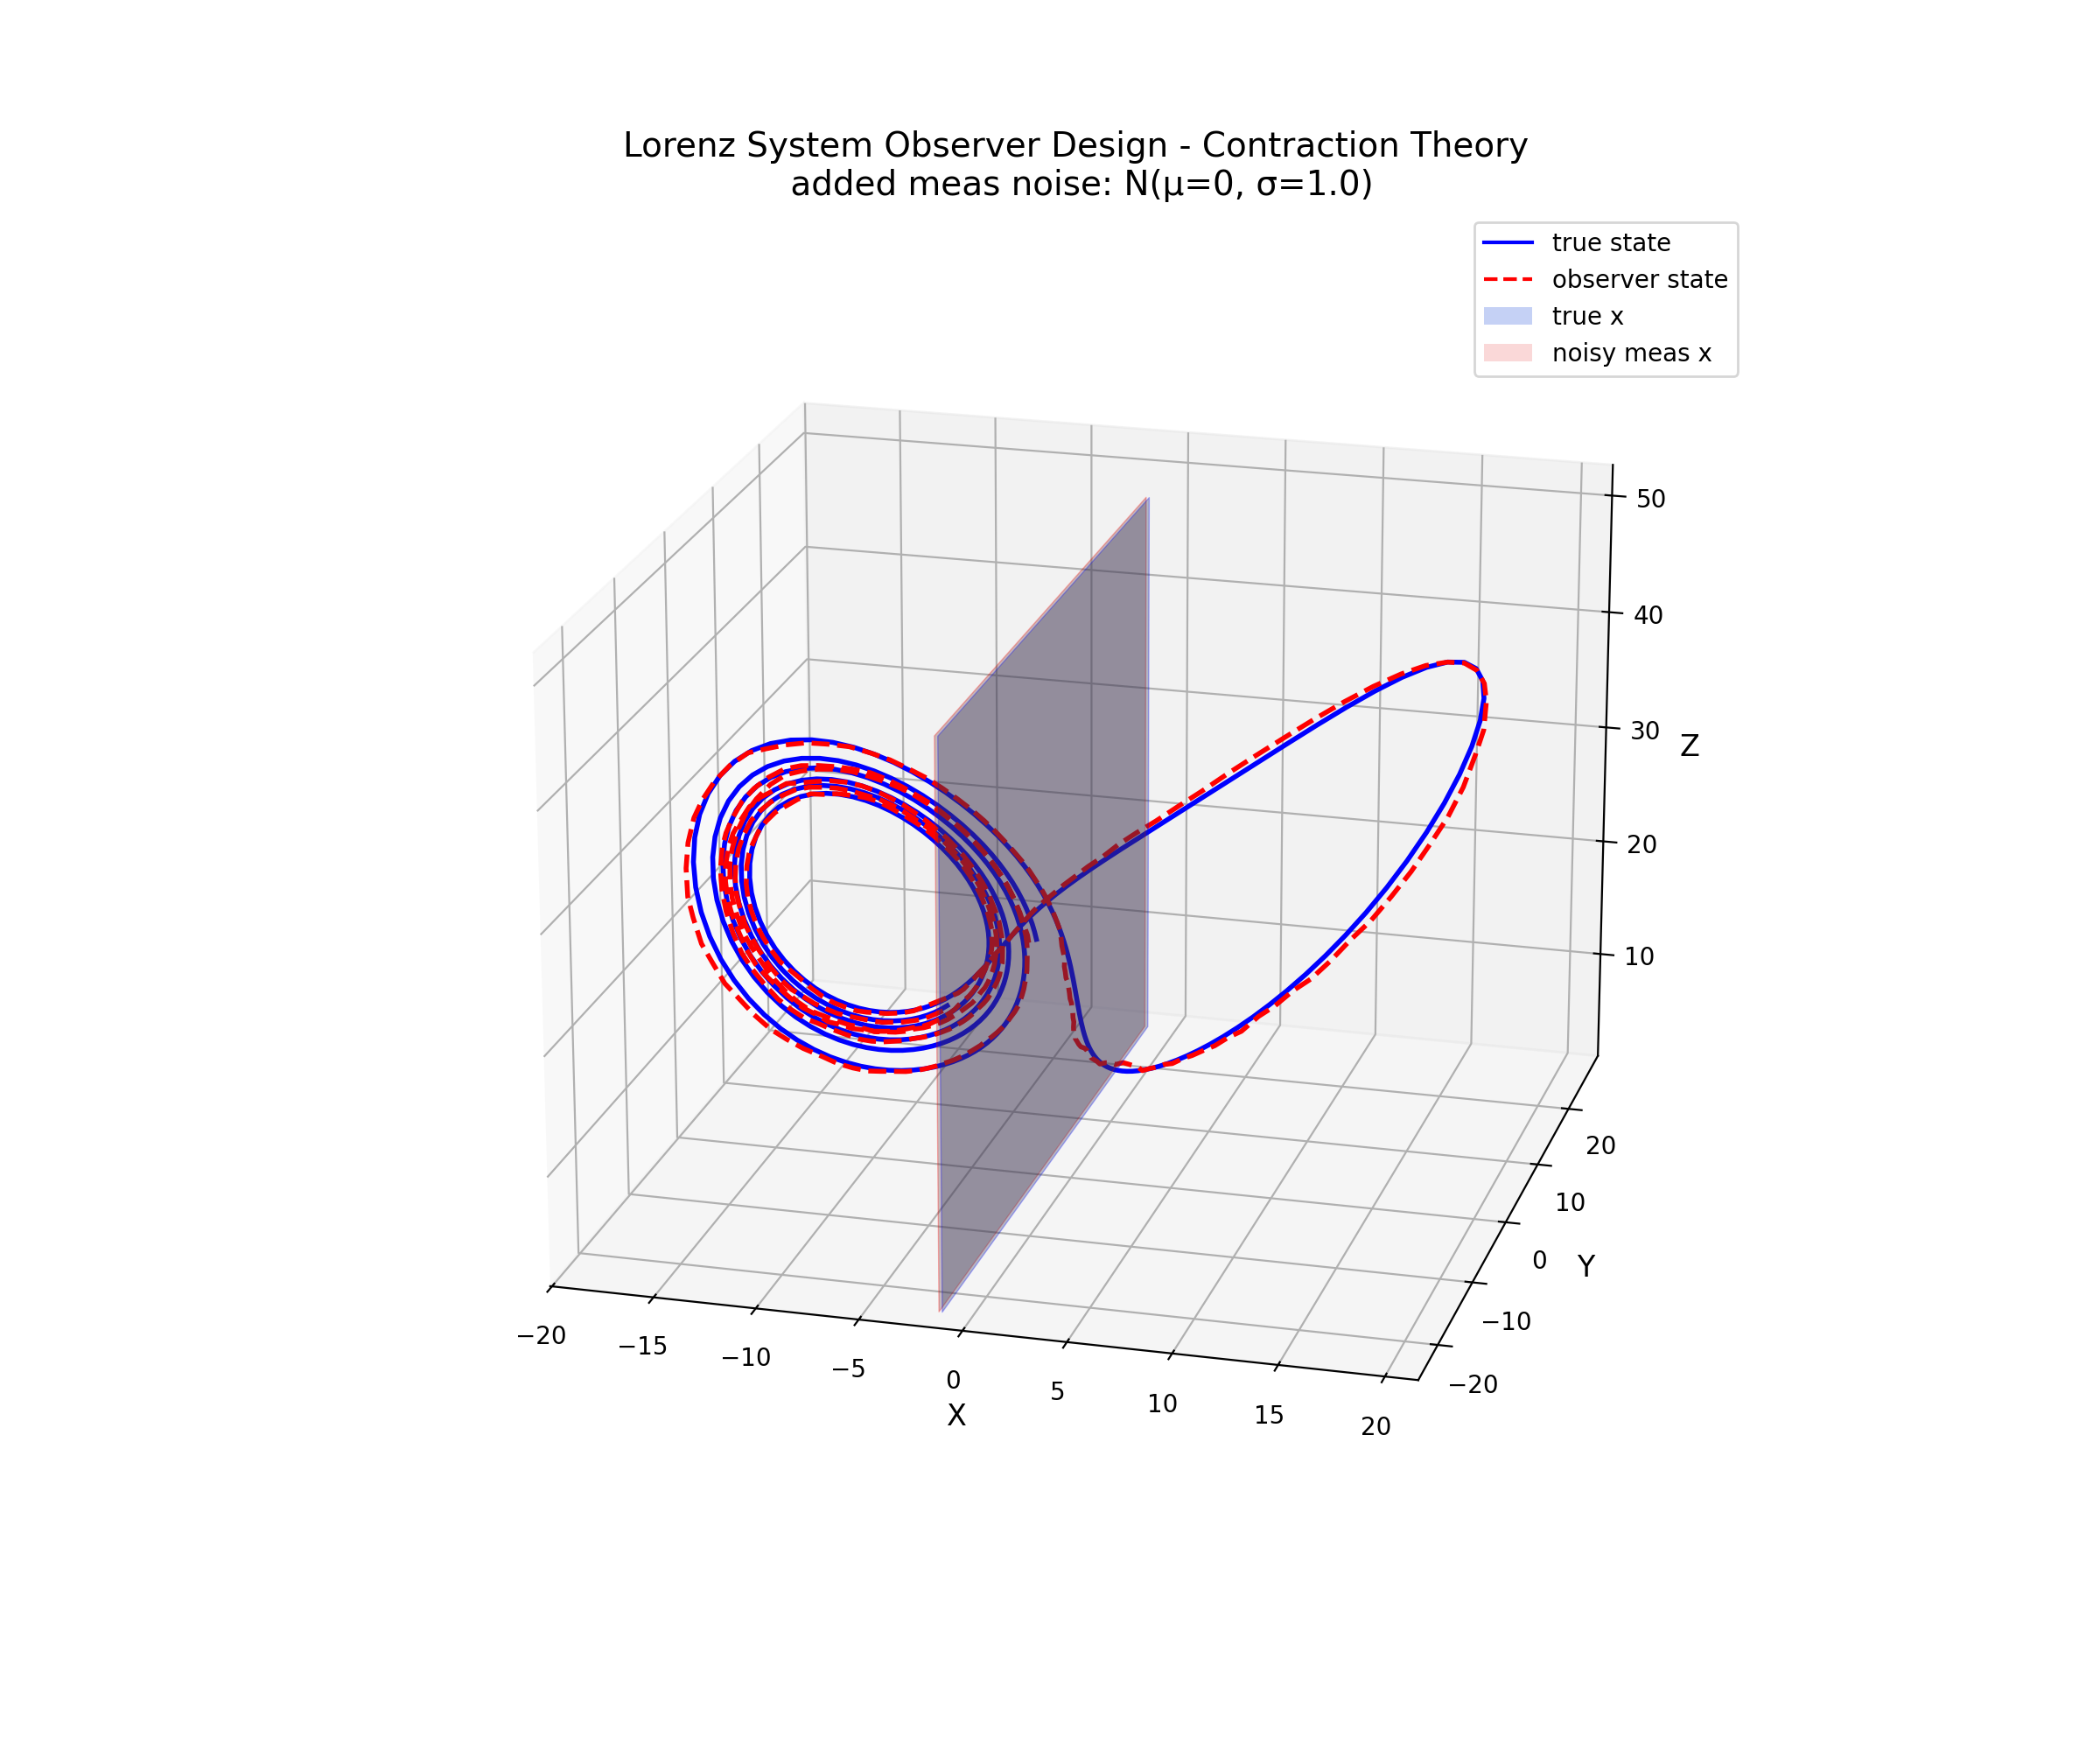 Lorenz System Observer Design - Contraction Theory
added meas noise: N(μ=0, σ=1.0)
true state
observer state
true x
noisy meas x
50
40
30
Z
20
10
20
10
0
Y
−10
−20
−20
−15
−10
−5
0
5
10
15
20
X